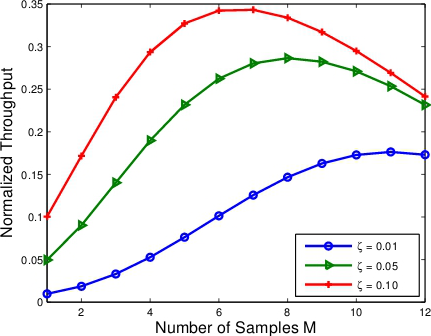 0.35
0.3
0.25
0.2
0.15
0.1
0.05
0
Normalized Throughput
2 4 6 8 10 12
Number of Samples M
ζ = 0.01
ζ = 0.05
ζ = 0.10